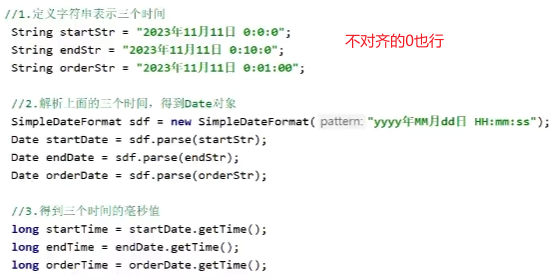 //1.定义字符串表示三个时间
String startStr = "2023年11月11日 0:0:0";
不对齐的0也行
String endStr = "2023年11月11日 0:10:0";
String orderStr = "2023年11月11日 0:01:00";
//2.解析上面的三个时间，得到Date对象
SimpleDateFormat sdf = new SimpleDateFormat( pattern: "yyyy年MM月dd日 HH:mm:ss");
Date startDate = sdf.parse(startStr);
Date endDate = sdf.parse(endStr);
Date orderDate = sdf.parse(orderStr);
//3.得到三个时间的毫秒值
long startTime = startDate.getTime();
long endTime = endDate.getTime();
long orderTime = orderDate.getTime();